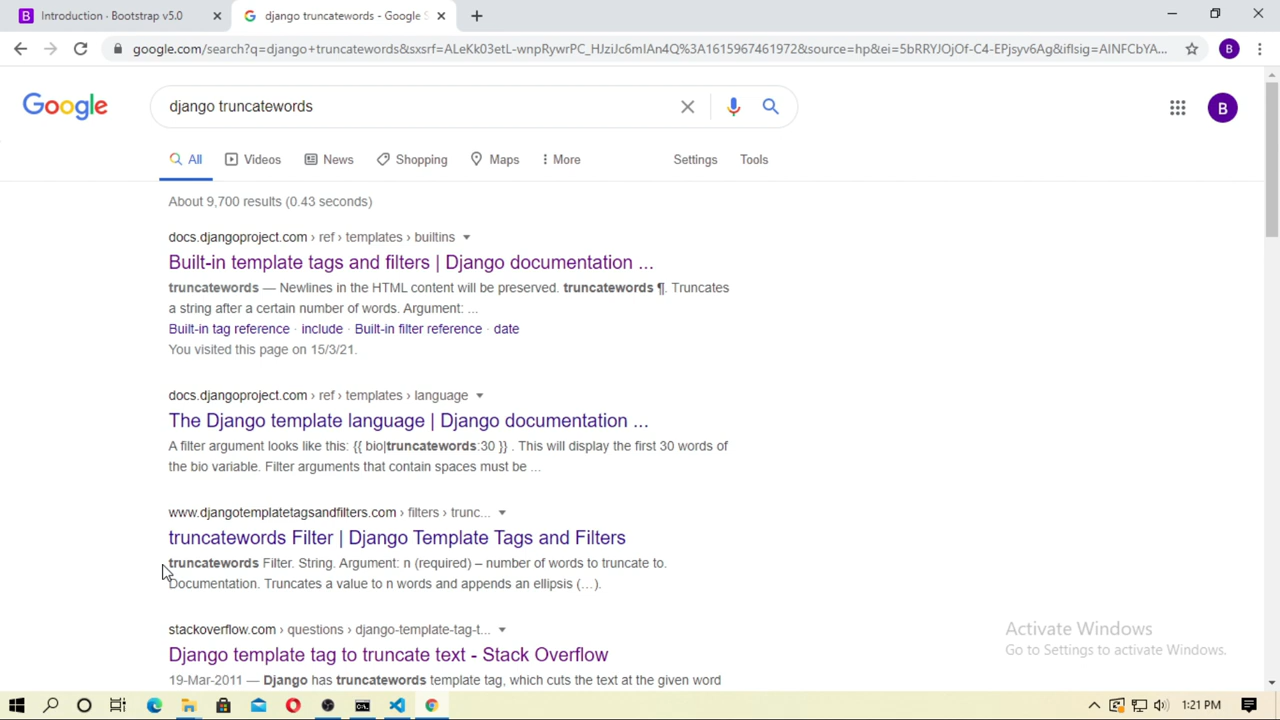 Introduction · Bootstrap v5.0
django truncatewords - Google S
google.com/search?q=django+truncatewords&sxsrf=ALeKk03etL-wnpRywrPC_HJziJc6mIAn4Q%3A1615967461972&source=hp&ei=5bRRYJOjOf-C4-EPjsyv6Ag&iflsig=AINFCbYA...
B
Google
django truncatewords
B
All
Videos
News
Shopping
Maps
More
Settings
Tools
About 9,700 results (0.43 seconds)
docs.djangoproject.com › ref › templates › builtins
Built-in template tags and filters | Django documentation ...
truncatewords — Newlines in the HTML content will be preserved. truncatewords ¶. Truncates
a string after a certain number of words. Argument: ...
Built-in tag reference · include · Built-in filter reference · date
You visited this page on 15/3/21.
docs.djangoproject.com › ref › templates › language
The Django template language | Django documentation ...
A filter argument looks like this: {{ bio|truncatewords:30 }} . This will display the first 30 words of
the bio variable. Filter arguments that contain spaces must be ...
www.djangotemplatetagsandfilters.com › filters › trunc...
truncatewords Filter | Django Template Tags and Filters
truncatewords Filter. String. Argument: n (required) – number of words to truncate to.
Documentation. Truncates a value to n words and appends an ellipsis (…).
stackoverflow.com › questions › django-template-tag-t...
Django template tag to truncate text - Stack Overflow
19-Mar-2011 — Django has truncatewords template tag, which cuts the text at the given word
Activate Windows
Go to Settings to activate Windows.
1:21 PM